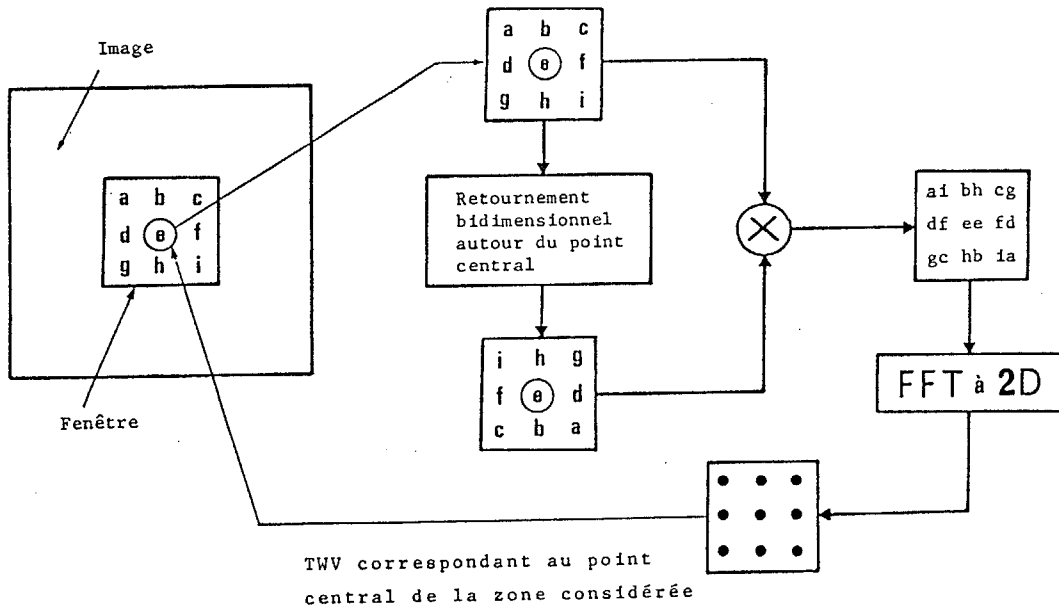 Image
a b c
d e f
g h i
Fenêtre
a b c
d e f
g h i
Retournement
bidimensionnel
autour du point
central
i h g
f e d
c b a
ai bh cg
df ee fd
gc hb ia
FFT à 2D
TWV correspondant au point
central de la zone considérée